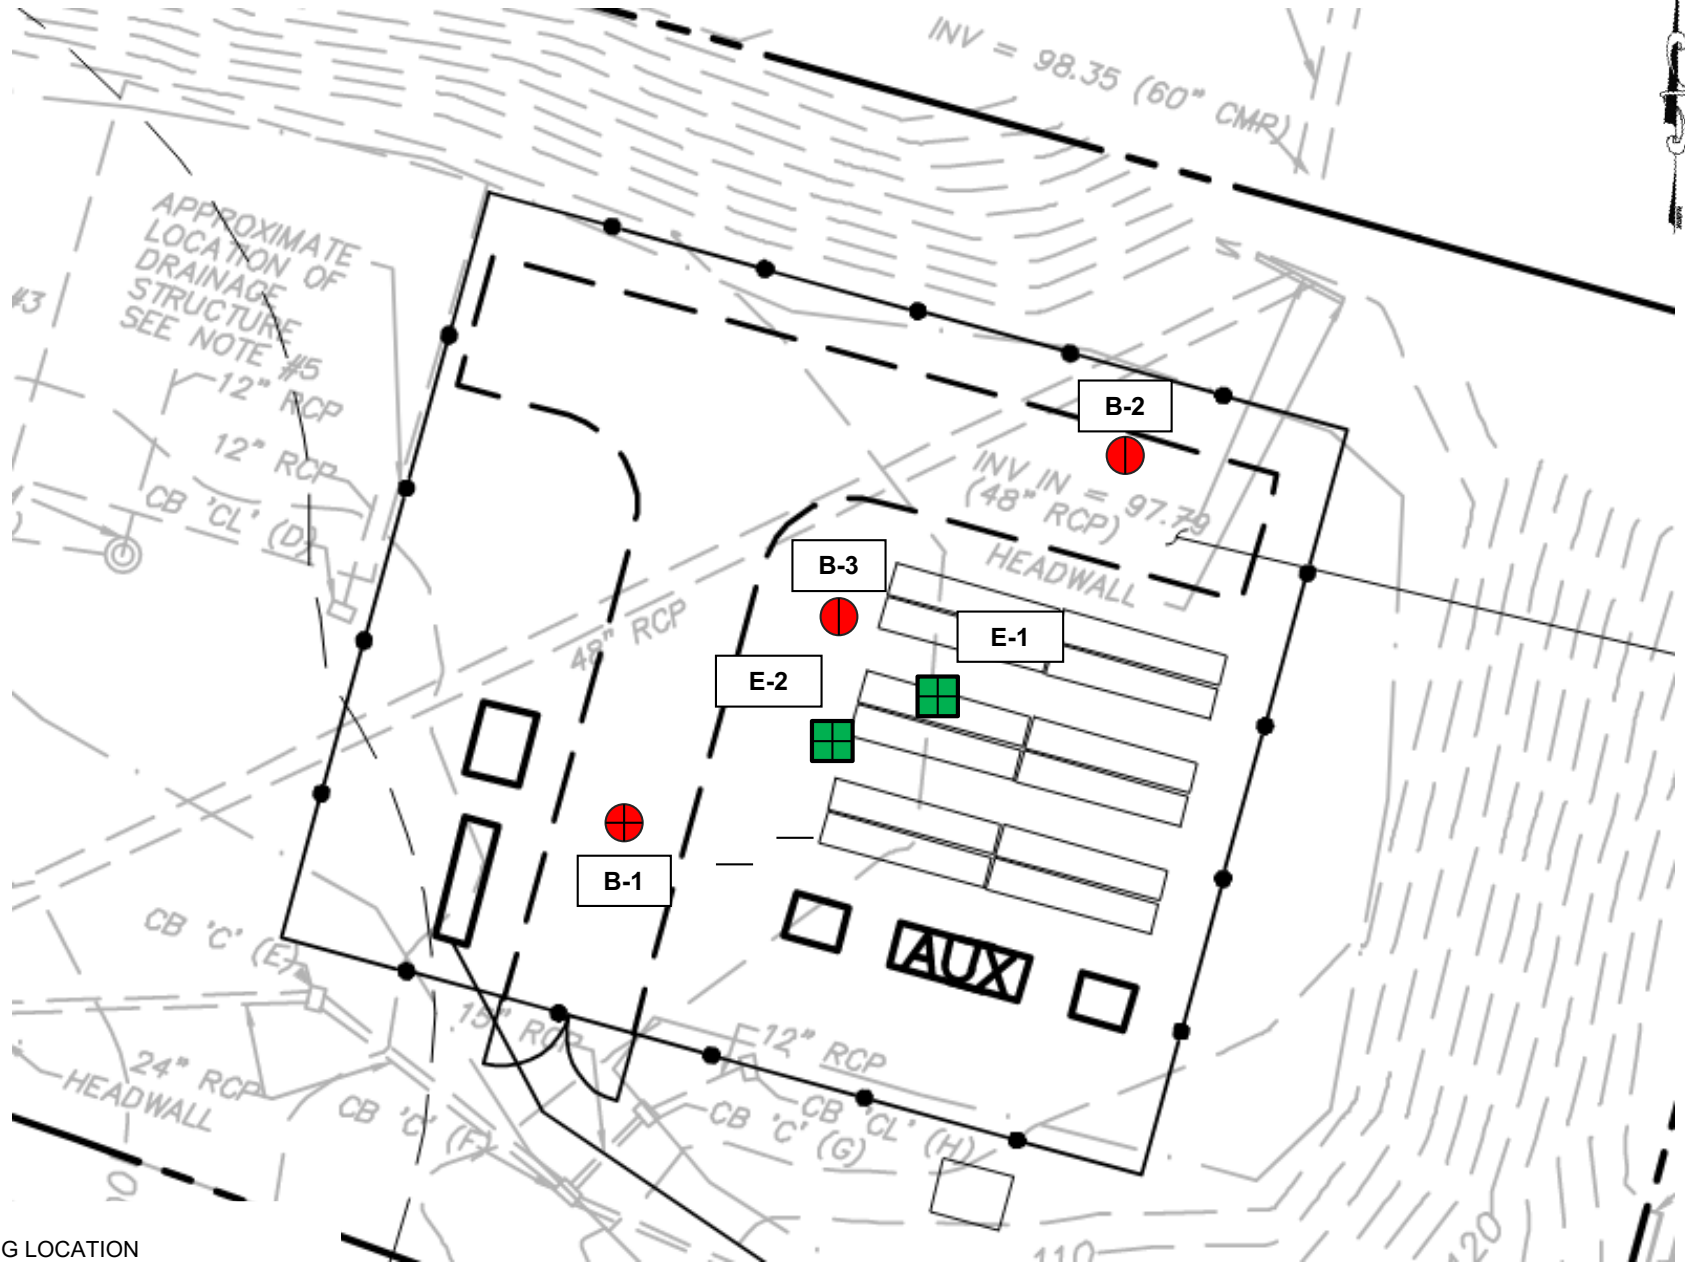 INV = 98.35 (60" CMP)
APPROXIMATE
LOCATION OF
DRAINAGE
STRUCTURE
SEE NOTE #5
#3
12" RCP
12" RCP
CB 'CL' (D)
B-2
INV IN = 97.79
(48" RCP)
HEADWALL
B-3
48" RCP
E-1
E-2
B-1
CB 'C' (E)
AUX
15" RCP
12" RCP
24" RCP
HEADWALL
CB 'C' (F)
CB 'C' (G)
CB 'CL' (H)
110
120
G LOCATION